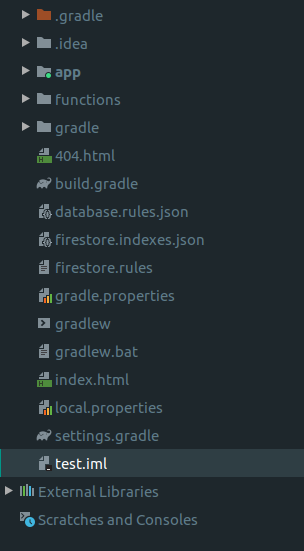 .gradle
.idea
app
functions
gradle
404.html
build.gradle
database.rules.json
firestore.indexes.json
firestore.rules
gradle.properties
gradlew
gradlew.bat
index.html
local.properties
settings.gradle
test.iml
External Libraries
Scratches and Consoles